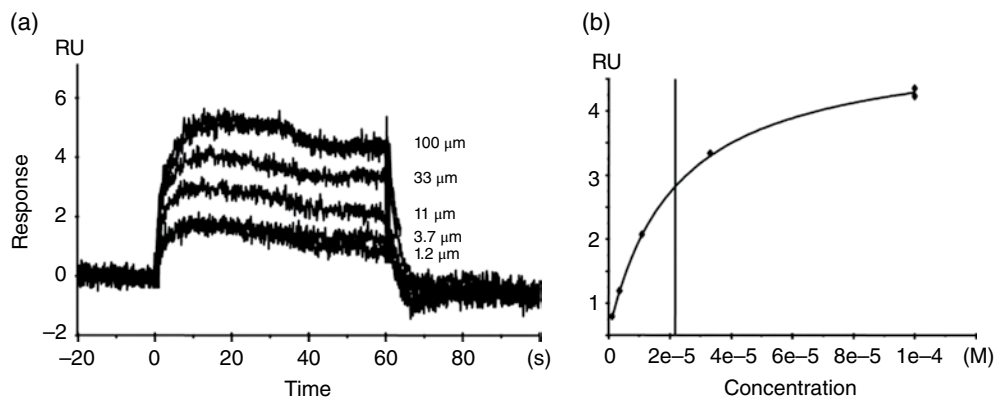 (a)
RU
6
4
2
0
−2
Response
100 μm
33 μm
11 μm
3.7 μm
1.2 μm
−20 0 20 40 60 80 (s)
Time
(b)
RU
4
3
2
1
0 2e-5 4e–5 6e-5 8e-5 1e-4 (M)
Concentration